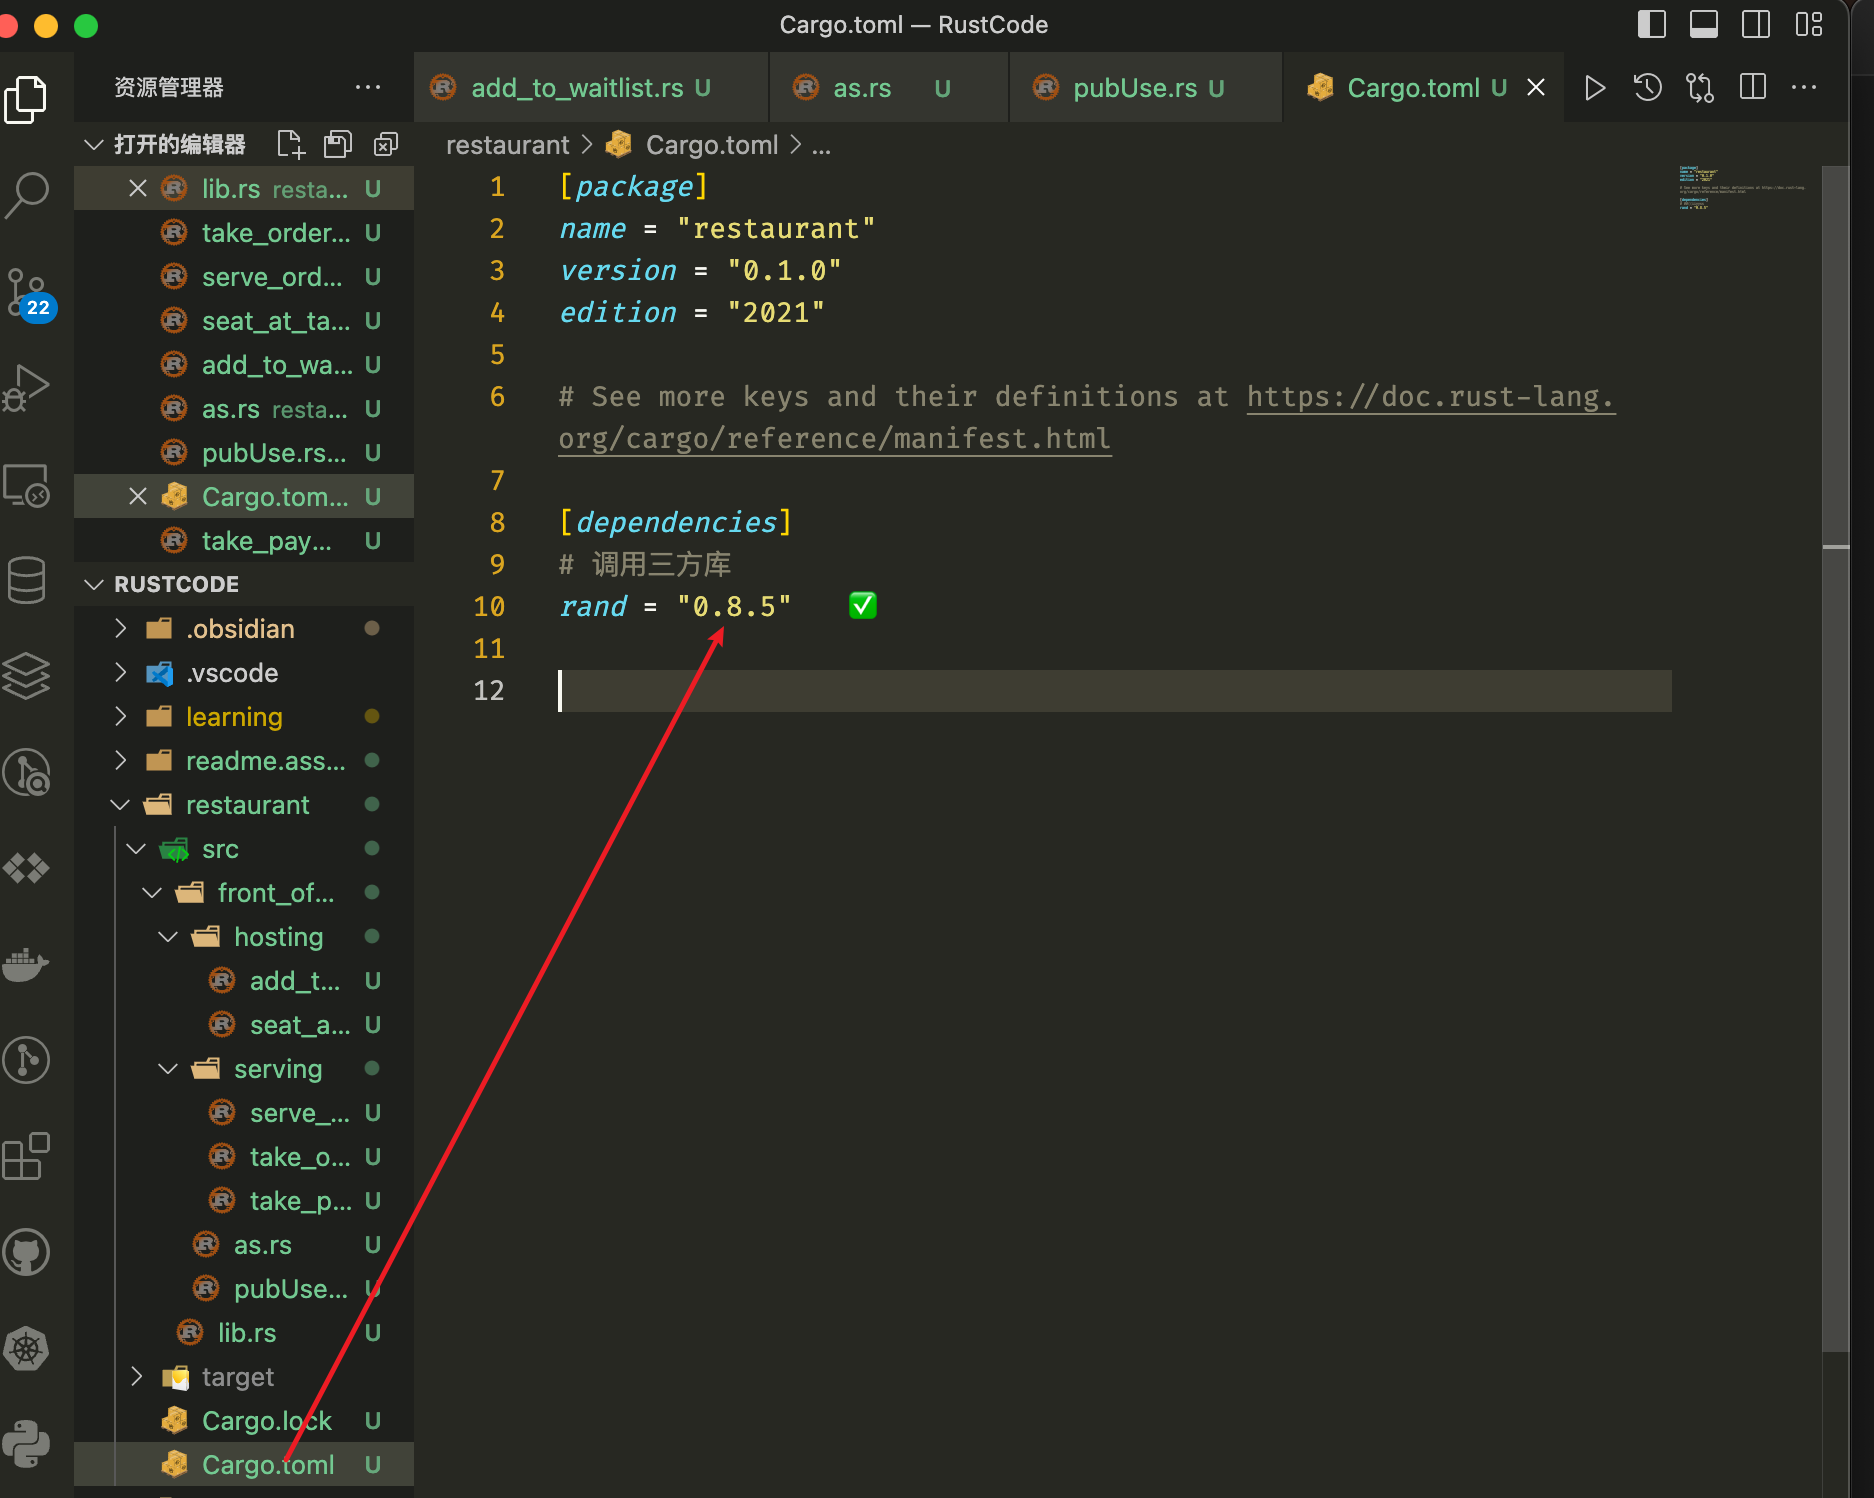 Cargo.toml — RustCode
资源管理器
add_to_waitlist.rs U
as.rs U
pubUse.rs U
Cargo.toml U
打开的编辑器
lib.rs resta... U
take_order... U
serve_ord... U
seat_at_ta... U
add_to_wa... U
as.rs resta... U
pubUse.rs... U
Cargo.tom... U
take_pay... U
22
RUSTCODE
.obsidian
.vscode
learning
readme.ass...
restaurant
src
front_of...
hosting
add_t... U
seat_a... U
serving
serve_... U
take_o... U
take_p... U
as.rs U
pubUse... U
lib.rs U
target
Cargo.lock U
Cargo.toml U
restaurant > Cargo.toml > ...
1 [package]
2 name = "restaurant"
3 version = "0.1.0"
4 edition = "2021"
5
6 # See more keys and their definitions at https://doc.rust-lang.
org/cargo/reference/manifest.html
7
8 [dependencies]
9 # 调用三方库
10 rand = "0.8.5" ✅
11
12